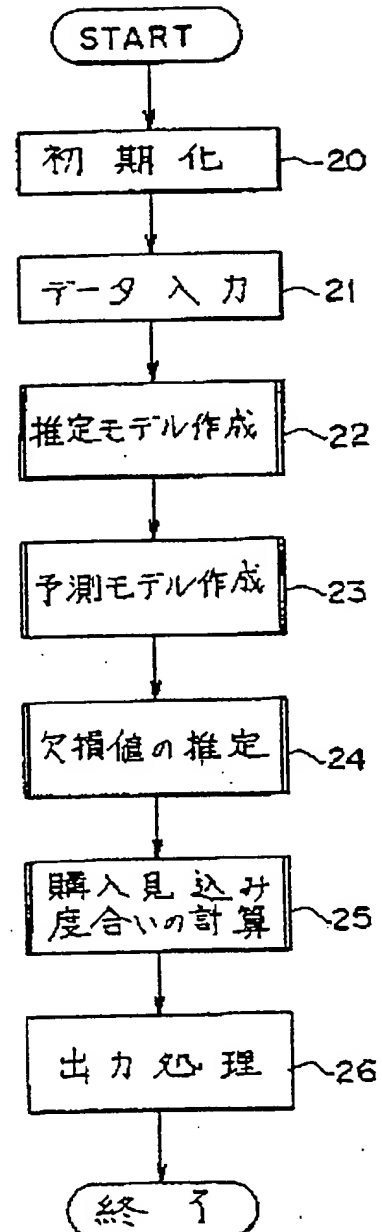 START
初期化 20
データ入力 21
推定モデル作成 22
予測モデル作成 23
欠損値の推定 24
購入見込み
度合いの計算 25
出力処理 26
終了